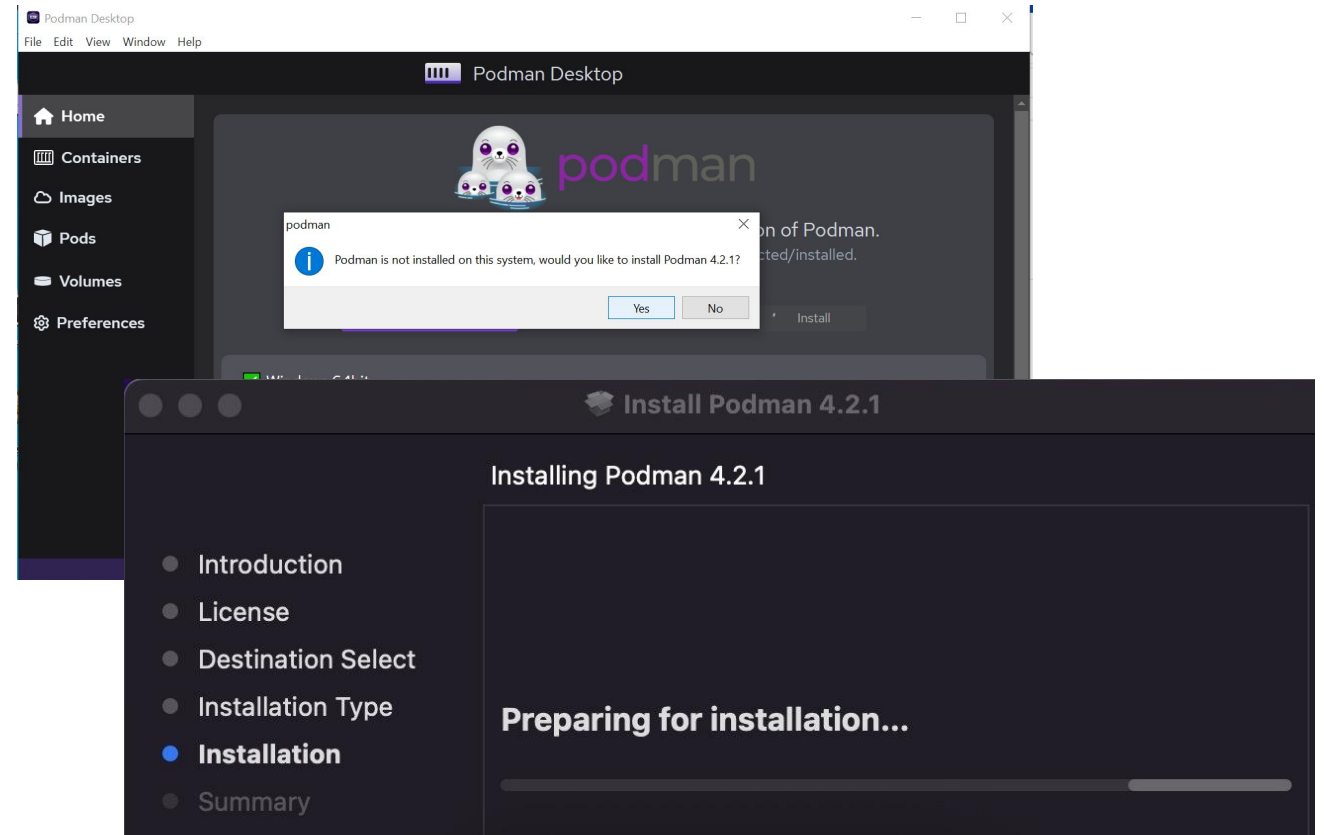 Podman Desktop
File Edit View Window Help
Podman Desktop
Home
Containers
Images
Pods
Volumes
Preferences
podman
podman
on of Podman.
Podman is not installed on this system, would you like to install Podman 4.2.1?
cted/installed.
Yes No
Install
Install Podman 4.2.1
Installing Podman 4.2.1
Introduction
License
Destination Select
Installation Type
Installation
Summary
Preparing for installation...